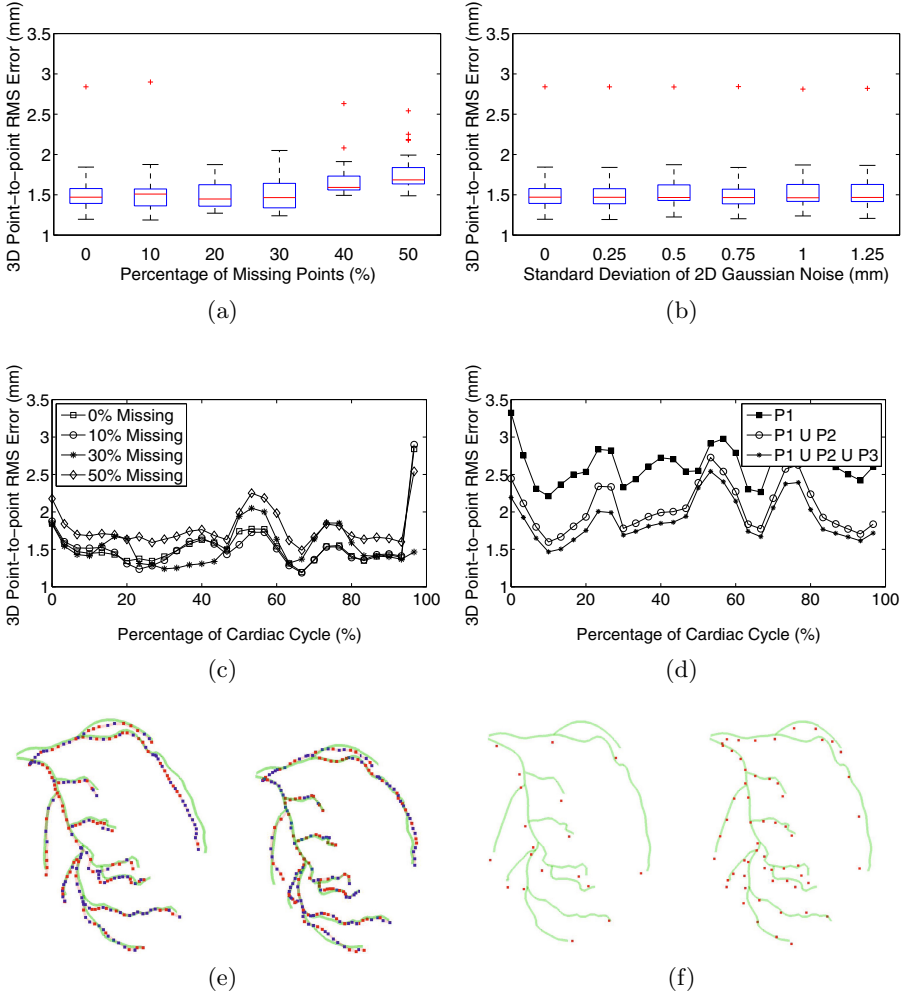 3D Point-to-point RMS Error (mm)
3.5
3
2.5
2
1.5
1
0 10 20 30 40 50
Percentage of Missing Points (%)
(a)
3D Point-to-point RMS Error (mm)
3.5
3
2.5
2
1.5
1
0 0.25 0.5 0.75 1 1.25
Standard Deviation of 2D Gaussian Noise (mm)
(b)
3D Point-to-point RMS Error (mm)
3.5
3
2.5
2
1.5
1
0% Missing
10% Missing
30% Missing
50% Missing
0 20 40 60 80 100
Percentage of Cardiac Cycle (%)
(c)
3D Point-to-point RMS Error (mm)
3.5
3
2.5
2
1.5
1
P1
P1 U P2
P1 U P2 U P3
0 20 40 60 80 100
Percentage of Cardiac Cycle (%)
(d)
(e)
(f)